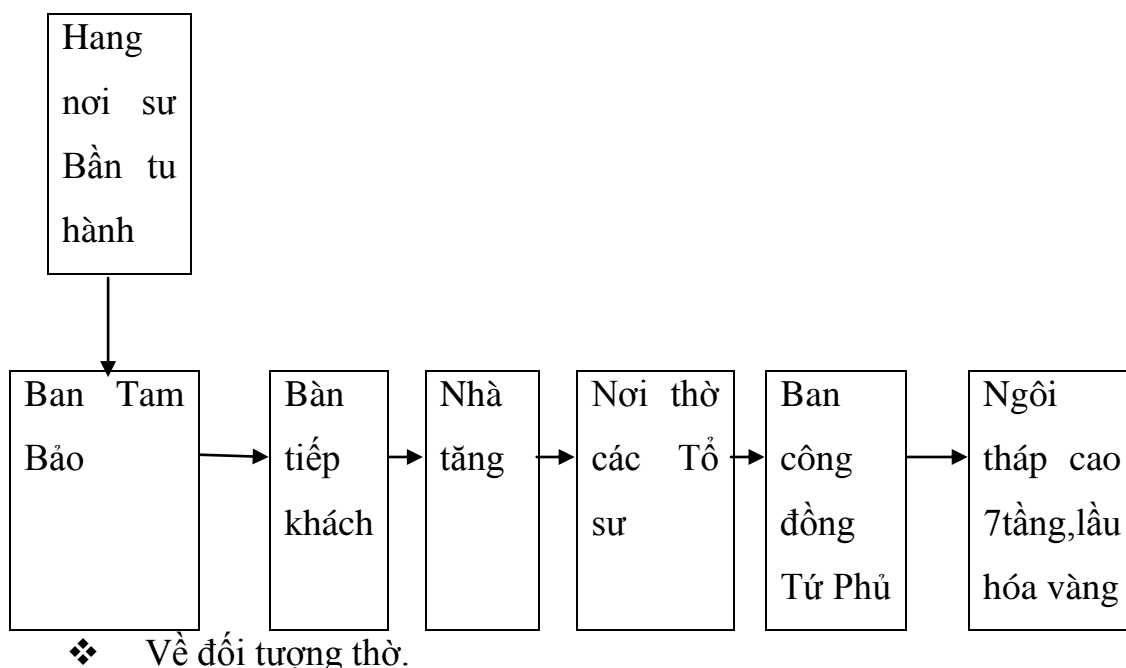 Hang
nơi sư
Bần tu
hành
Ban Tam
Bảo
Bàn
tiếp
khách
Nhà
tăng
Nơi thờ
các Tổ
sư
Ban
công
đồng
Tứ Phủ
Ngôi
tháp cao
7tầng,lầu
hóa vàng
❖ Về đối tượng thờ.